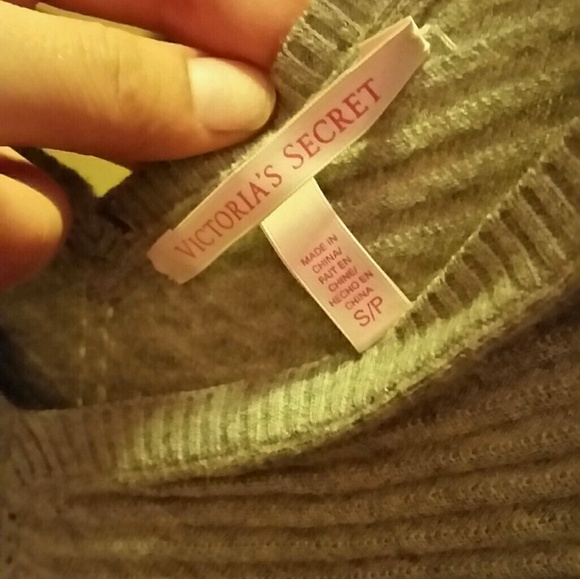 VICTORIA'S SECRET
MADE IN
CHINA/
FAIT EN
CHINE/
HECHO EN
CHINA
S/P